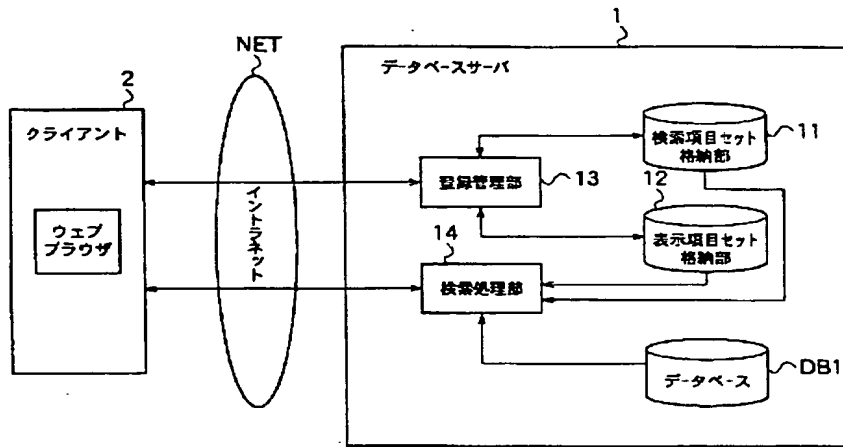 1
NET
データベースサーバ
2
クライアント
検索項目セット
格納部
11
登録管理部
13
12
イントラネット
ウェブ
ブラウザ
表示項目セット
格納部
14
検索処理部
データベース
DB1